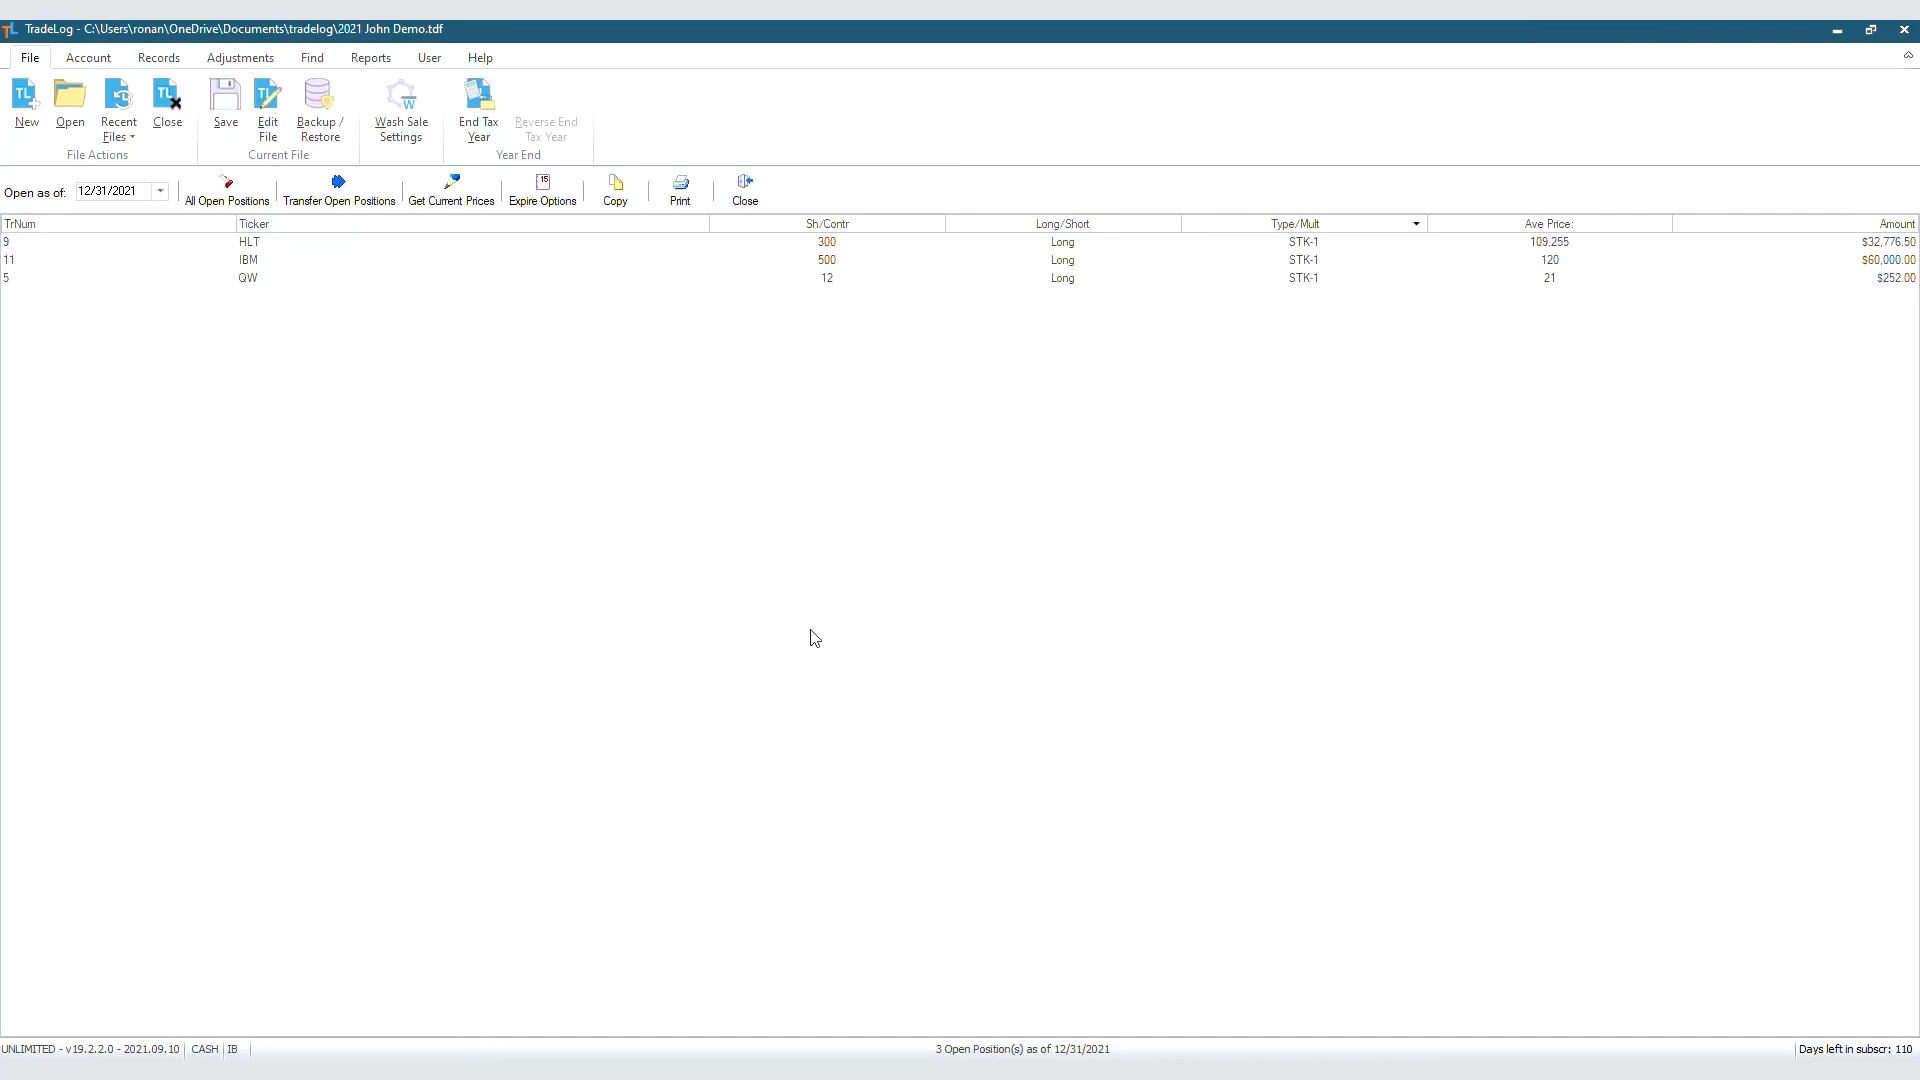 TL TradeLog - C:\Users\ronan\OneDrive\Documents\tradelog\2021 John Demo.tdf
File Account Records Adjustments Find Reports User Help
TL TL TL W
New Open Recent Files Close Save Edit File Backup / Restore Wash Sale Settings End Tax Year Reverse End Tax Year
File Actions Current File Year End
Open as of: 12/31/2021 All Open Positions Transfer Open Positions Get Current Prices 15 Expire Options Copy Print Close
TrNum Ticker Sh/Contr Long/Short Type/Mult Ave Price: Amount
9 HLT 300 Long STK-1 109.255 $32,776.50
11 IBM 500 Long STK-1 120 $60,000.00
5 QW 12 Long STK-1 21 $252.00
UNLIMITED - v19.2.2.0 - 2021.09.10 CASH IB 3 Open Position(s) as of 12/31/2021 Days left in subscr: 110